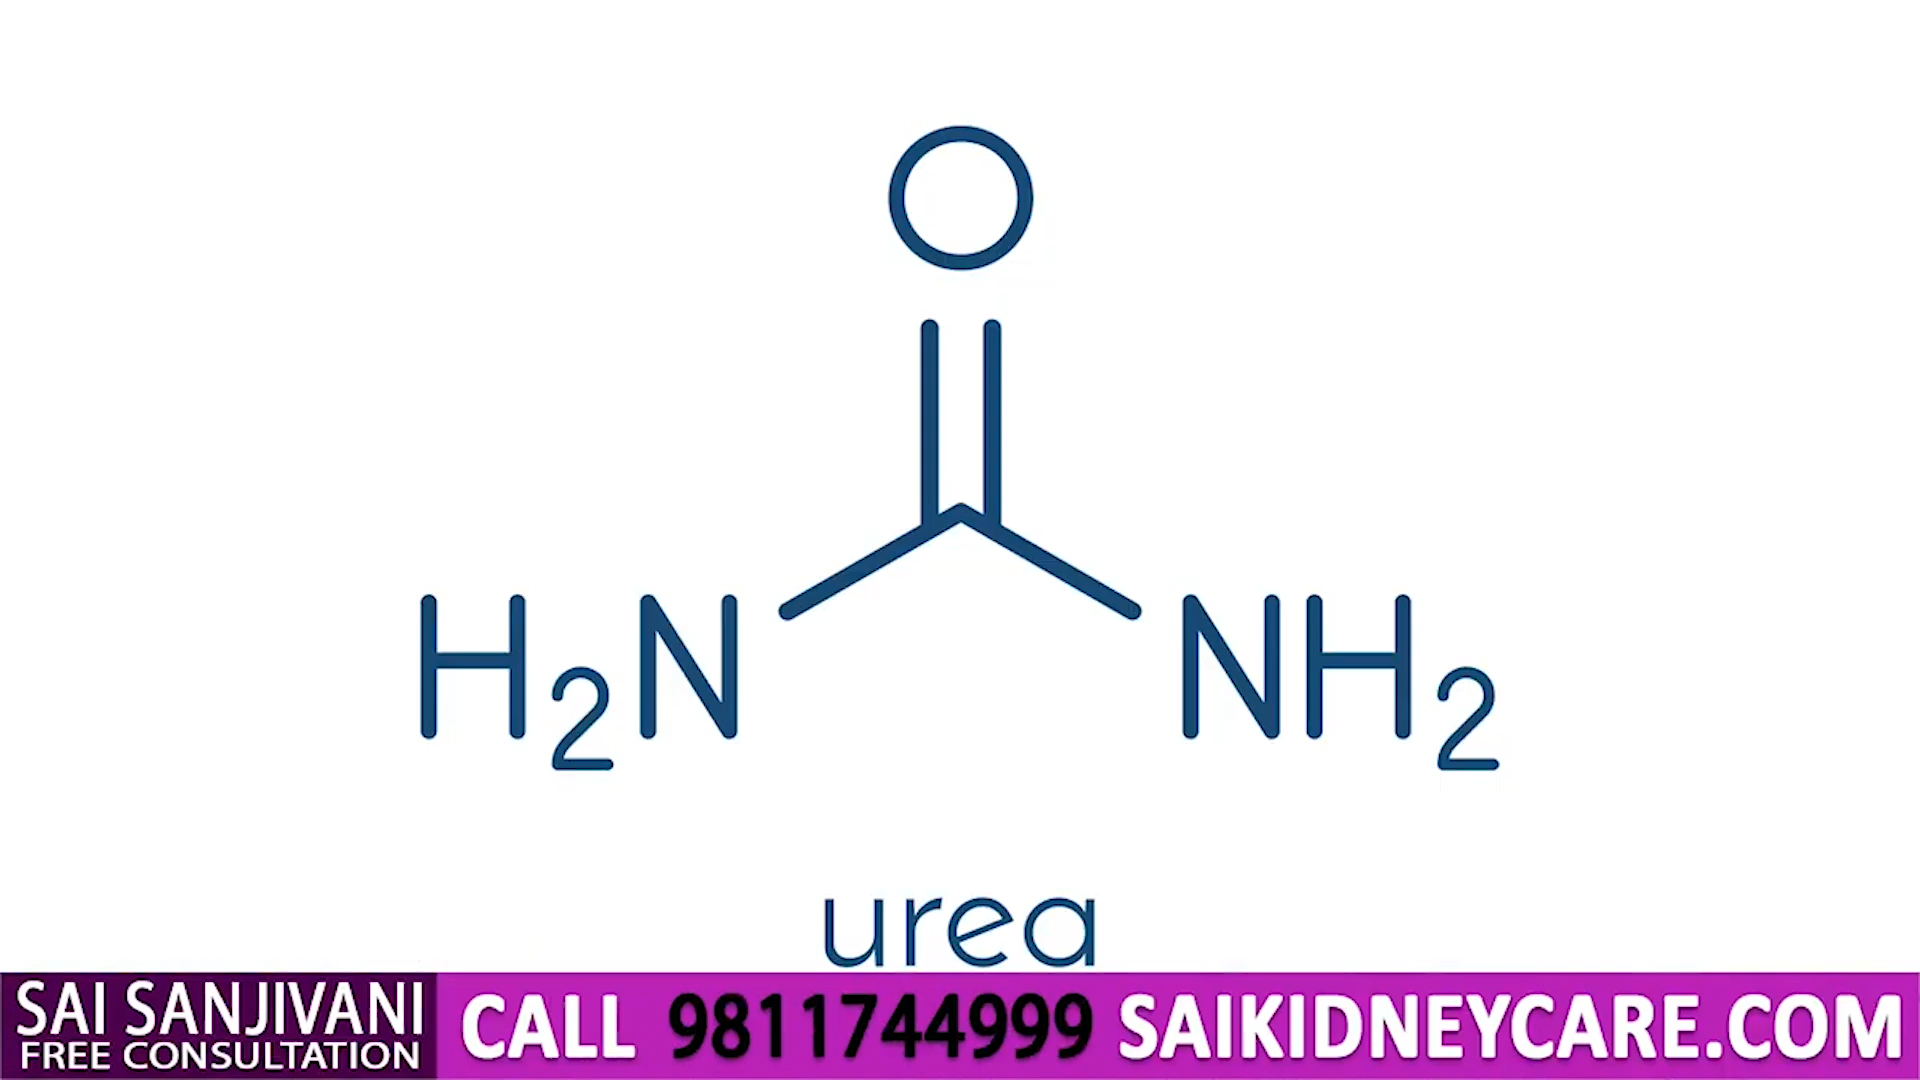 O
H2N NH2
urea
SAI SANJIVANI
FREE CONSULTATION
CALL 9811744999 SAIKIDNEYCARE.COM